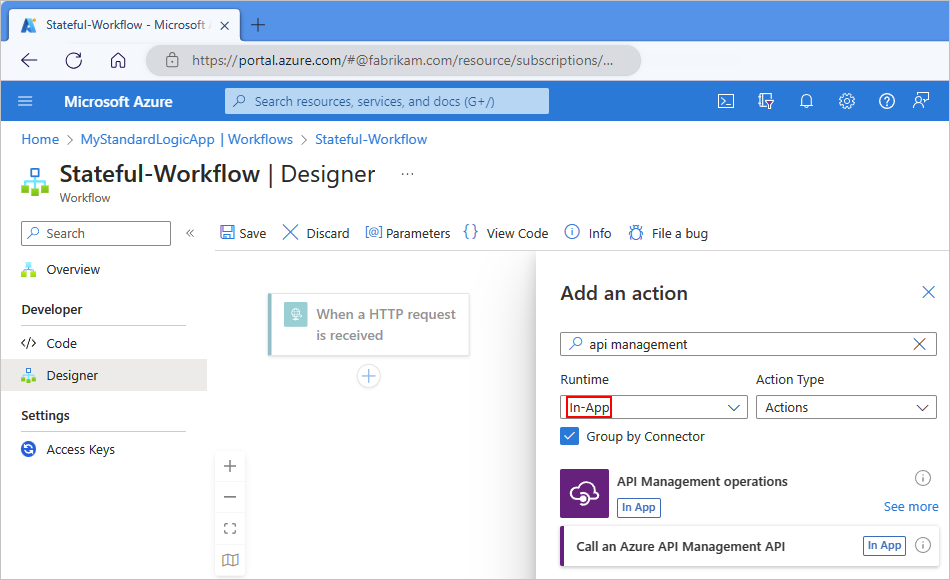 Stateful-Workflow - Microsoft
https://portal.azure.com/#@fabrikam.com/resource/subscriptions/...
Microsoft Azure
Search resources, services, and docs (G+/)
Home > MyStandardLogicApp | Workflows > Stateful-Workflow
Stateful-Workflow | Designer ...
Workflow
Search
«
Save
Discard
Parameters
View Code
Info
File a bug
Overview
Developer
Code
Designer
Settings
Access Keys
When a HTTP request
is received
Add an action
api management
Runtime
Action Type
In-App
Actions
Group by Connector
API Management operations
In App
See more
Call an Azure API Management API
In App